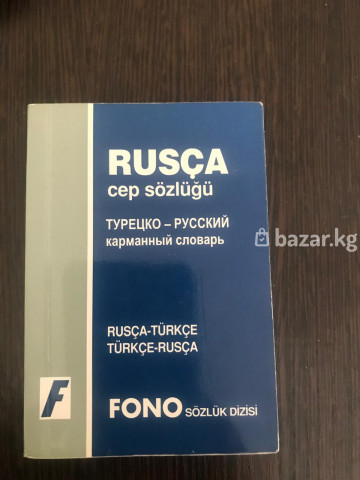 RUSÇA
cep sözlüğü
ТУРЕЦКО – РУССКИЙ
карманный словарь
bazar.kg
RUSÇA-TÜRKÇE
TÜRKÇE-RUSÇA
F
FONO SÖZLÜK DİZİSİ